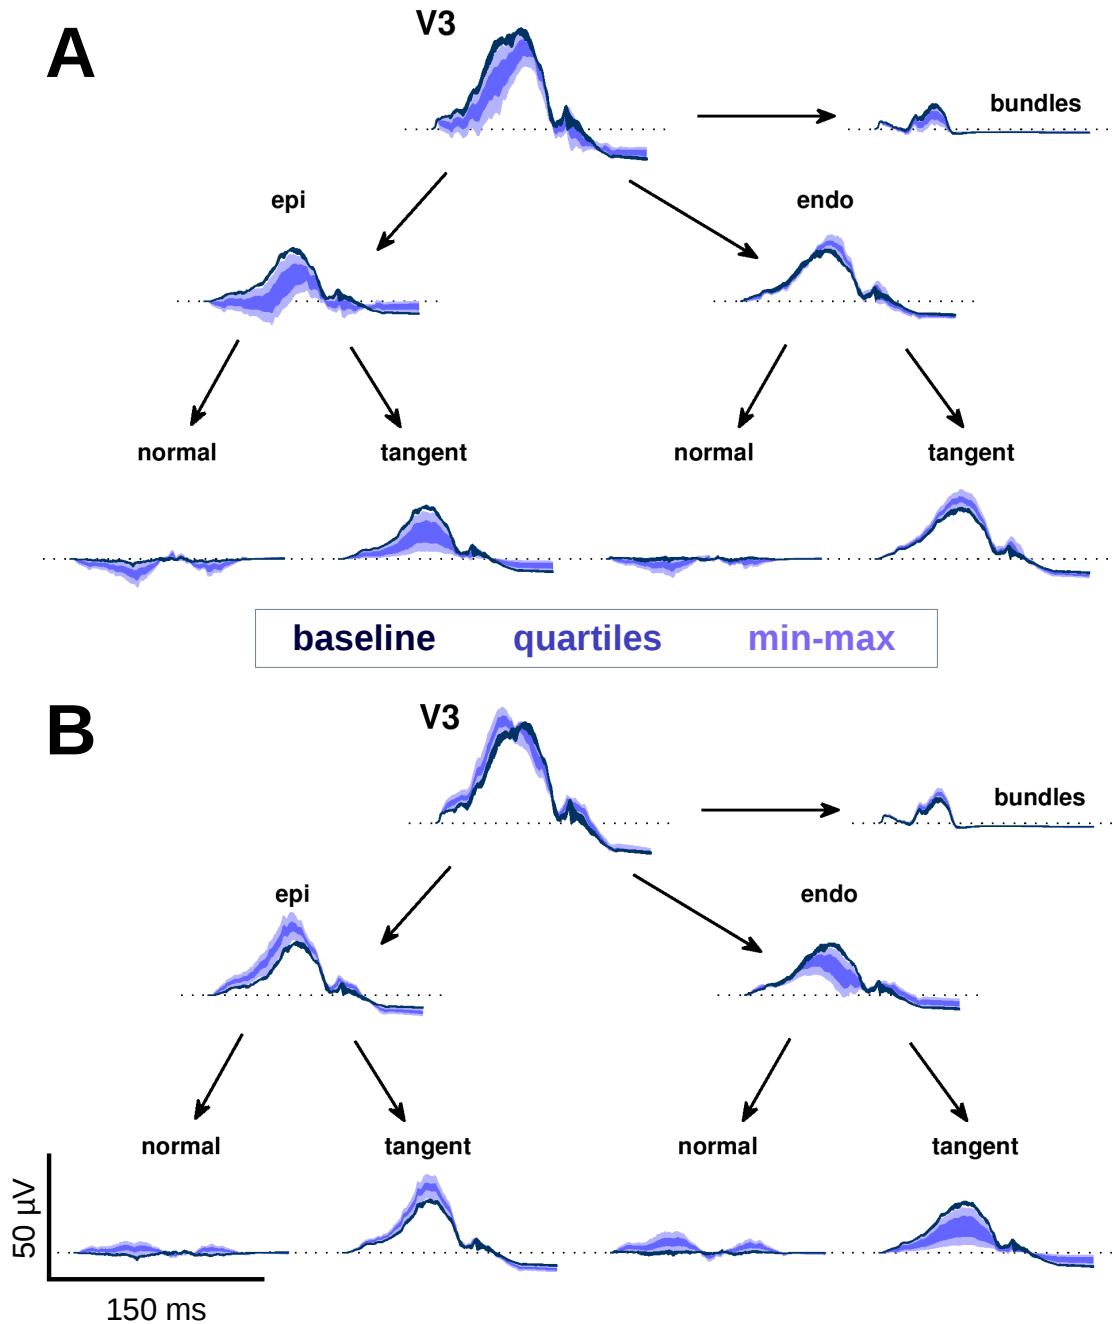 A
V3
bundles
epi
endo
normal
tangent
normal
tangent
baseline quartiles min-max
B
V3
bundles
epi
endo
normal
tangent
normal
tangent
50 µV
150 ms